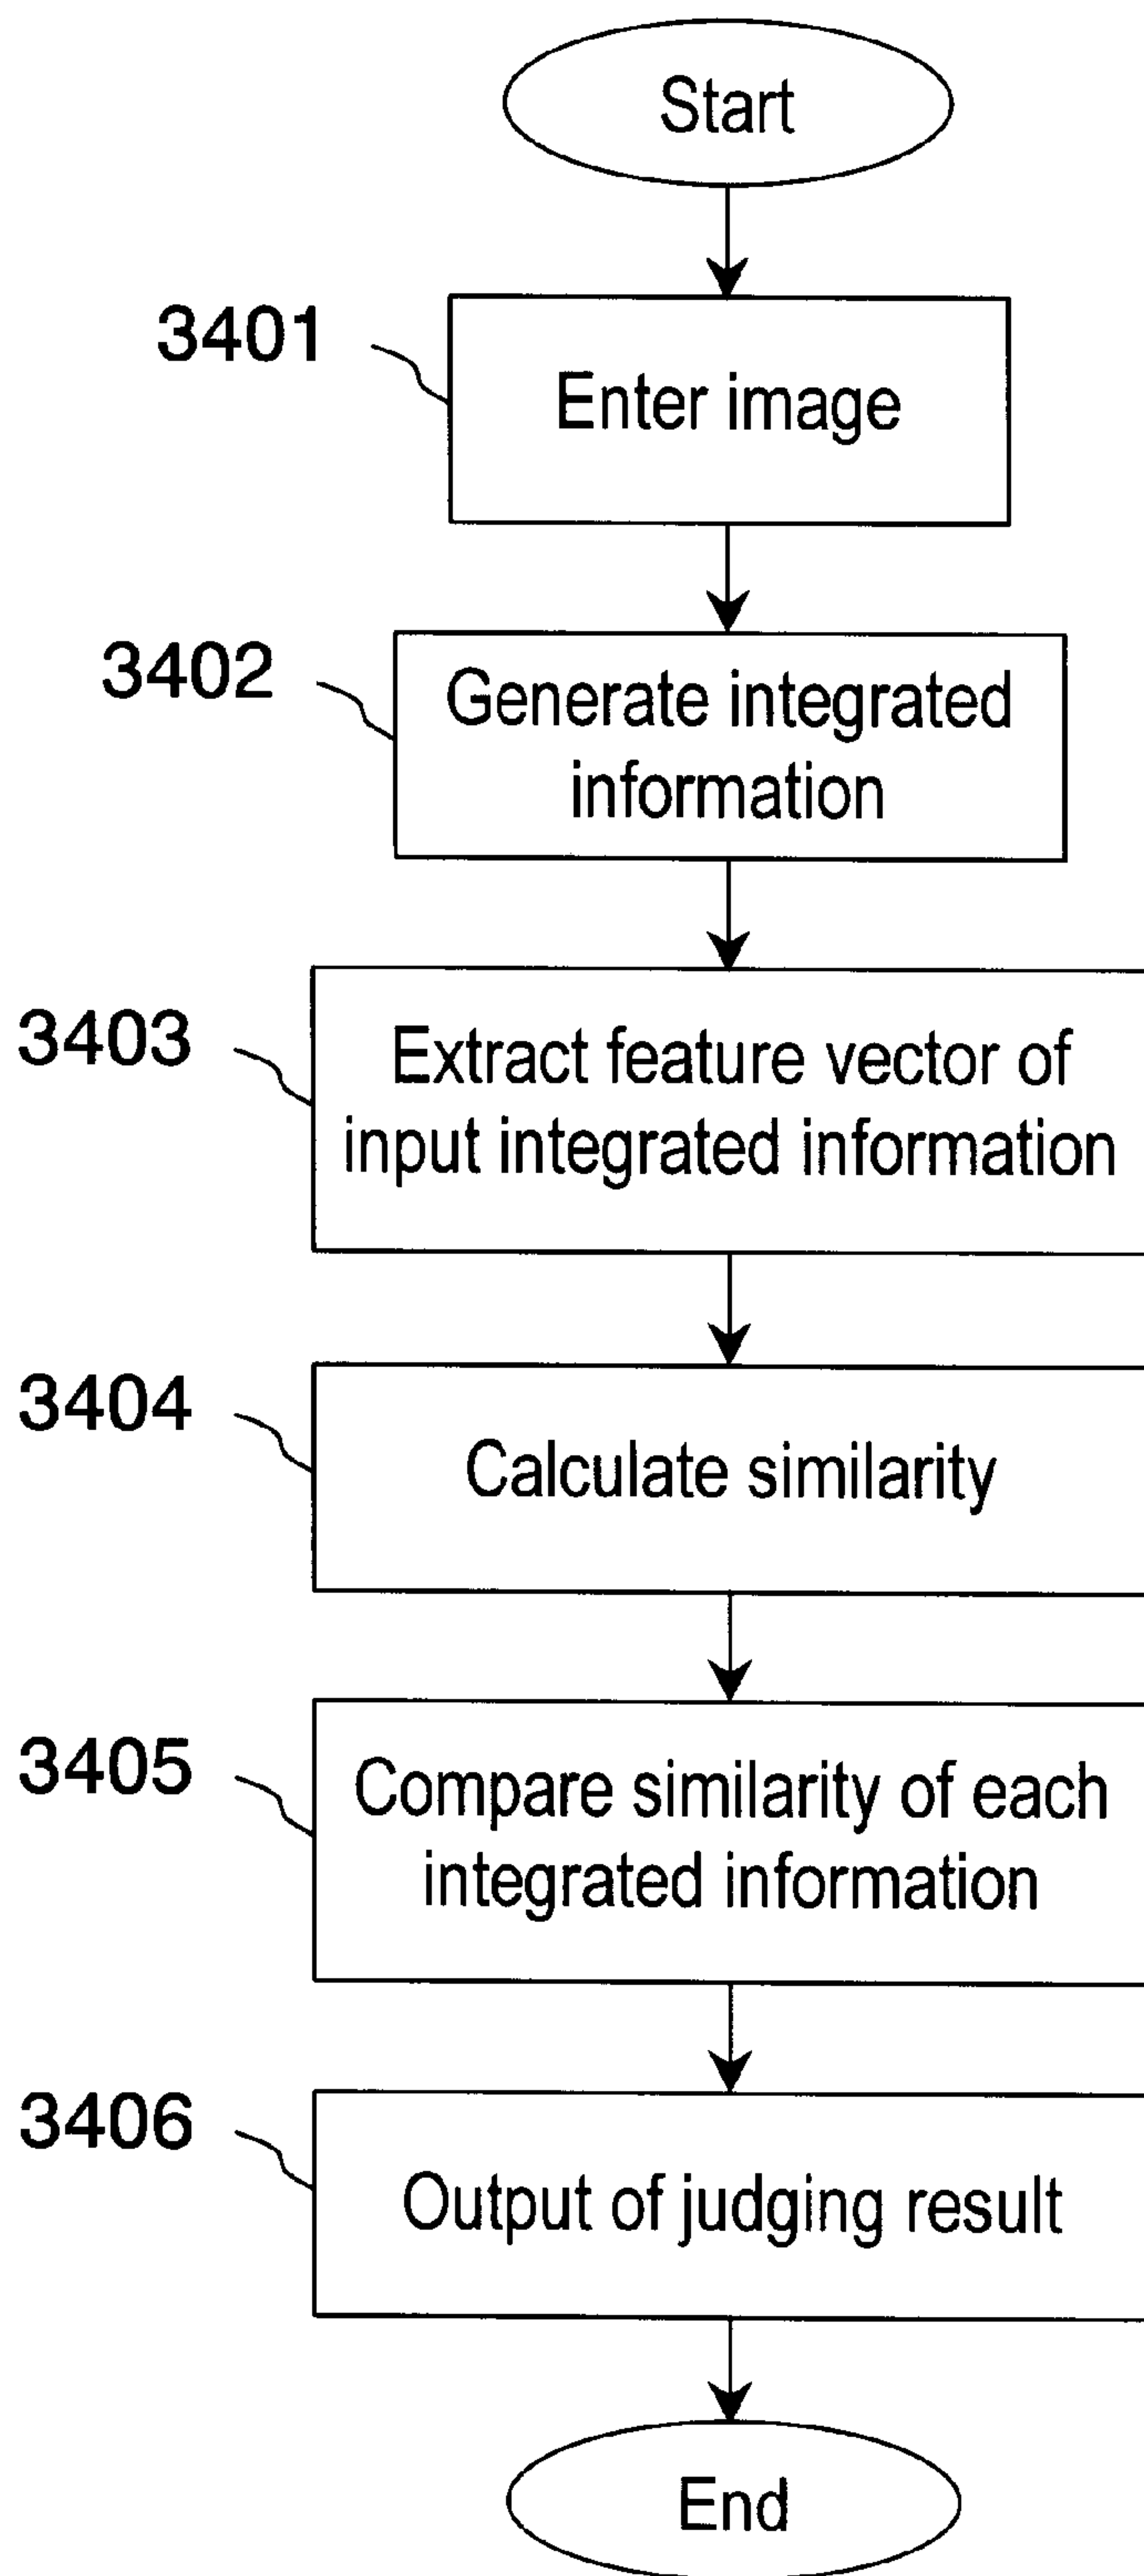 Start
3401
Enter image
3402
Generate integrated
information
3403
Extract feature vector of
input integrated information
3404
Calculate similarity
3405
Compare similarity of each
integrated information
3406
Output of judging result
End